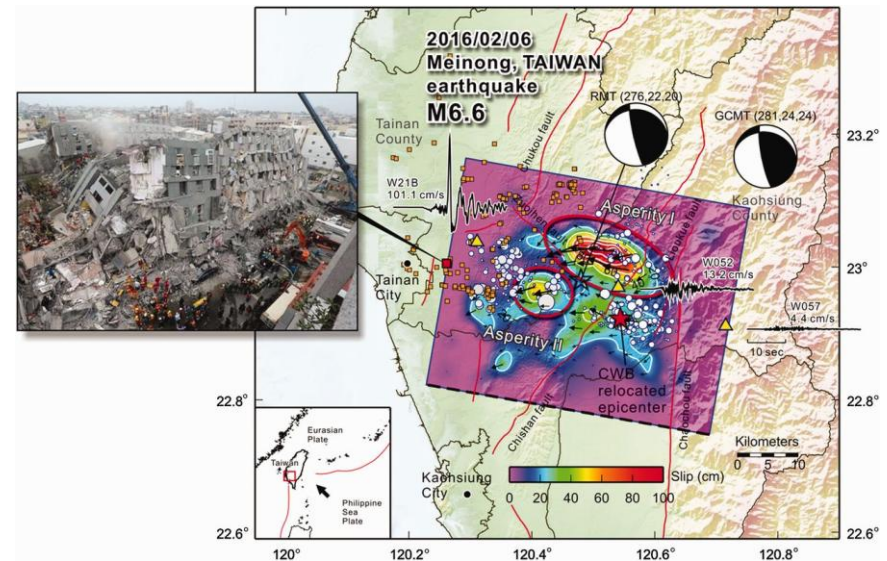 2016/02/06
Meinong, TAIWAN
earthquake
M6.6
RMT (276,22,20)
GCMT (281,24,24)
Tainan
County
Chukou fault
23.2°
W21B
101.1 cm/s
Kaohsiung
County
Asperity I
W052
13.2 cm/s
23°
Tainan
City
W057
4.4 cm/s
10 sec
Asperity II
CWB
relocated
epicenter
22.8°
Chishan fault
Chaochou fault
Eurasian
Plate
Taiwan
Philippine
Sea
Plate
Kaohsiung
City
Kilometers
0 5 10
Slip (cm)
0 20 40 60 80 100
22.6°
120° 120.2° 120.4° 120.6° 120.8°